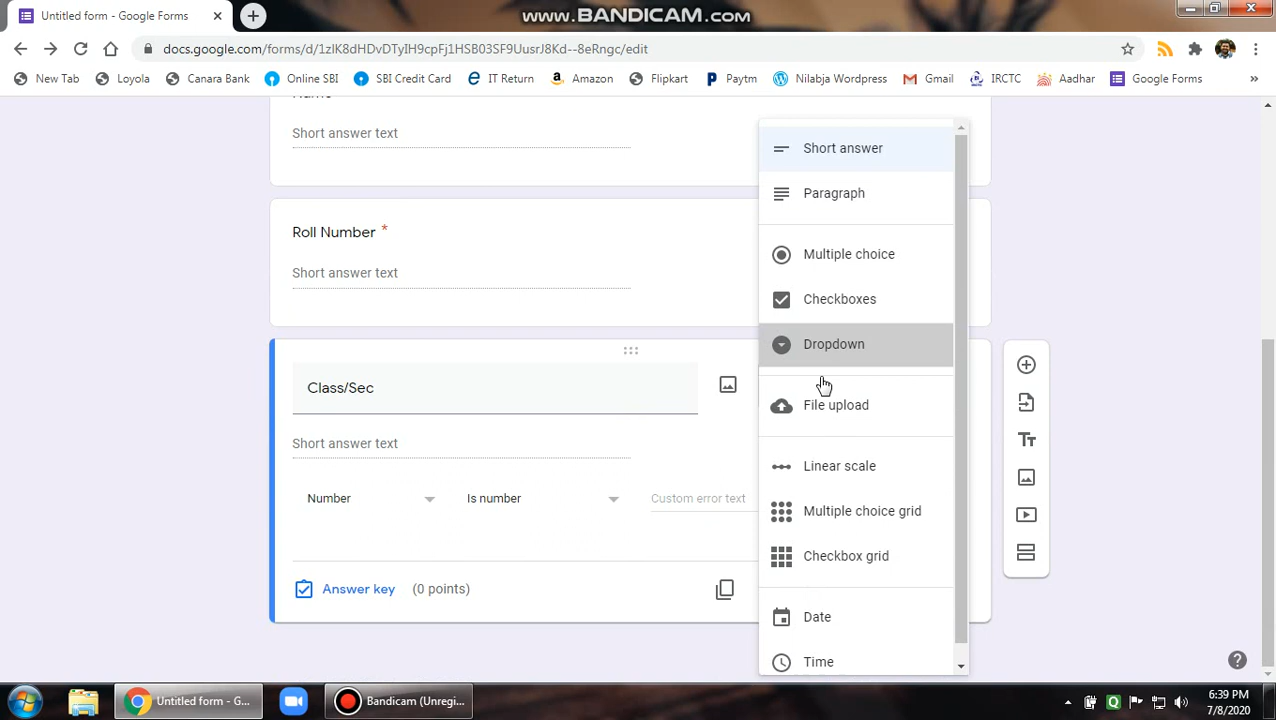 Untitled form - Google Forms
www.BANDICAM.com
docs.google.com/forms/d/1zlK8dHDvDTyIH9cpFj1HSB03SF9UusrJ8Kd--8eRngc/edit
New Tab
Loyola
Canara Bank
Online SBI
SBI Credit Card
IT Return
Amazon
Flipkart
Paytm
Nilabja Wordpress
Gmail
IRCTC
Aadhar
Google Forms
»
Name
Short answer text
Roll Number *
Short answer text
Class/Sec
Short answer text
Number
Is number
Custom error text
Answer key
(0 points)
Short answer
Paragraph
Multiple choice
Checkboxes
Dropdown
File upload
Linear scale
Multiple choice grid
Checkbox grid
Date
Time
Untitled form - G...
Bandicam (Unregi...
6:39 PM
7/8/2020